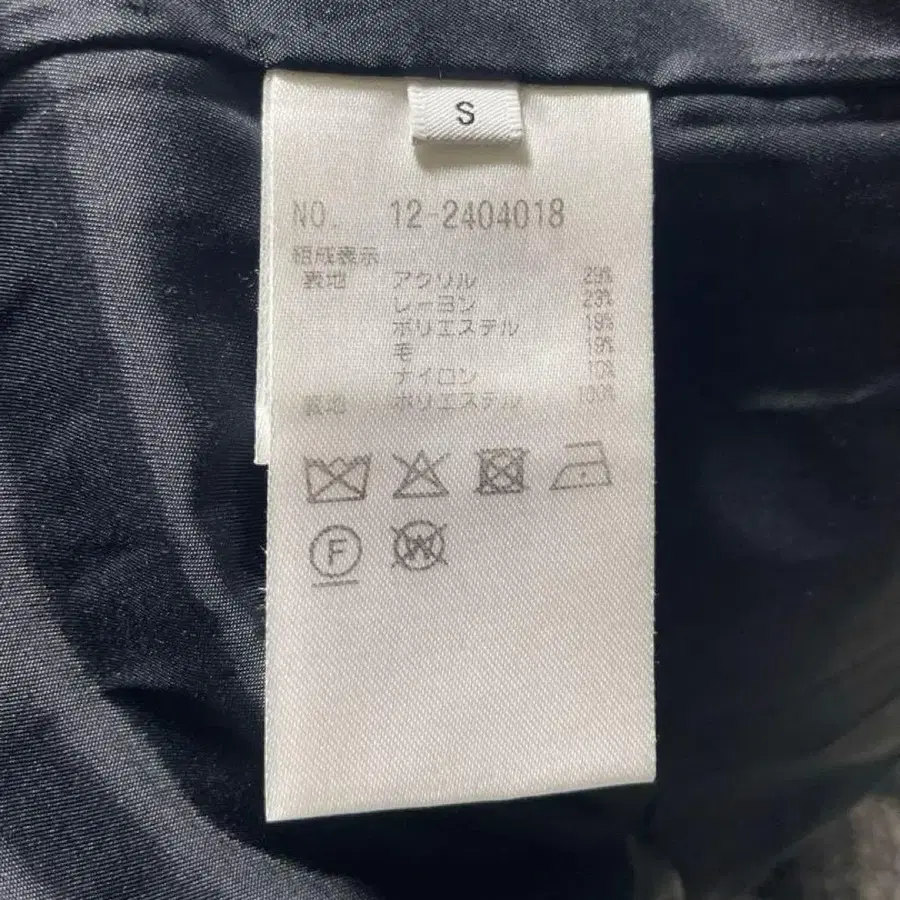 S
NO. 12-2404018
組成表示
表地 アクリル 29%
レーヨン 23%
ポリエステル 19%
毛 19%
ナイロン 10%
裏地 ポリエステル 100%
F
W